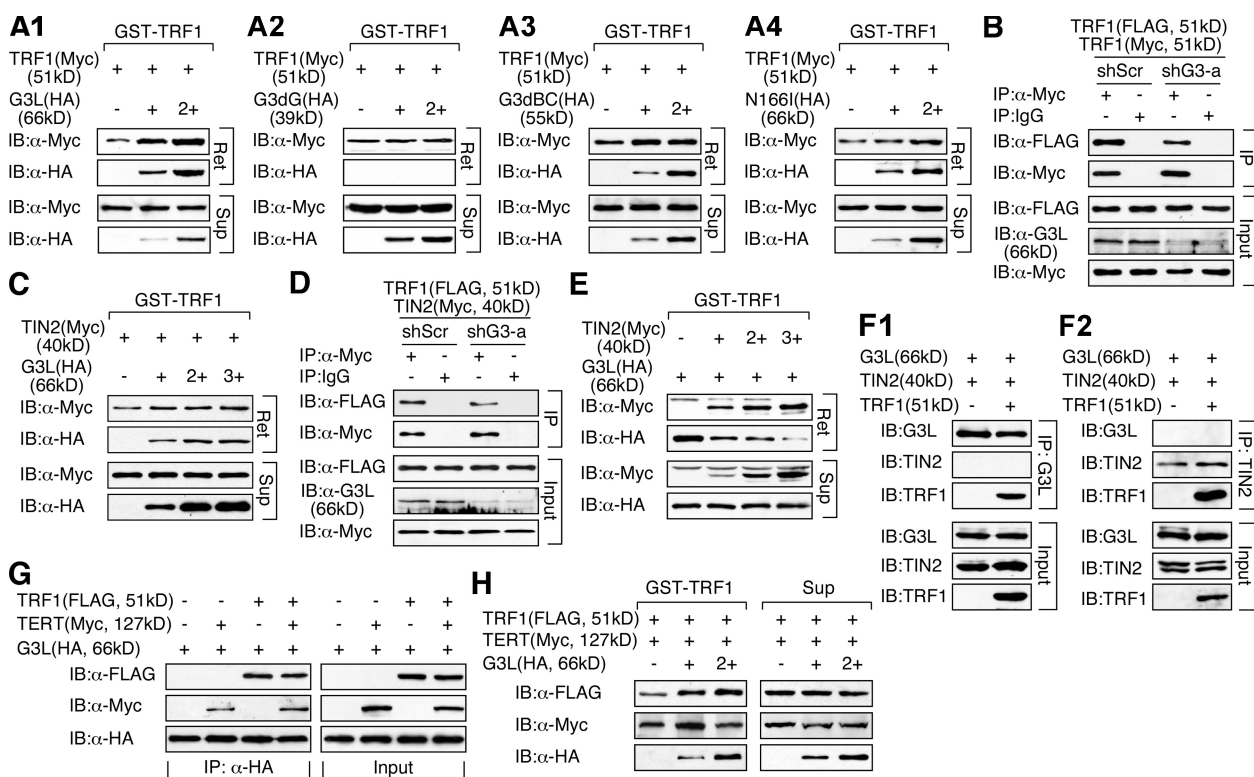 A1
GST-TRF1
TRF1(Myc)
(51kD)
+ + +
G3L(HA)
(66kD)
- + 2+
IB:α-Myc
IB:α-HA
Ret
IB:α-Myc
IB:α-HA
Sup
A2
GST-TRF1
TRF1(Myc)
(51kD)
+ + +
G3dG(HA)
(39kD)
- + 2+
IB:α-Myc
IB:α-HA
Ret
IB:α-Myc
IB:α-HA
Sup
A3
GST-TRF1
TRF1(Myc)
(51kD)
+ + +
G3dBC(HA)
(55kD)
- + 2+
IB:α-Myc
IB:α-HA
Ret
IB:α-Myc
IB:α-HA
Sup
A4
GST-TRF1
TRF1(Myc)
(51kD)
+ + +
N166I(HA)
(66kD)
- + 2+
IB:α-Myc
IB:α-HA
Ret
IB:α-Myc
IB:α-HA
Sup
B
TRF1(FLAG, 51kD)
TRF1(Myc, 51kD)
shScr shG3-a
IP:α-Myc + - + -
IP:IgG - + - +
IB:α-FLAG
IB:α-Myc
IP
IB:α-FLAG
IB:α-G3L
(66kD)
IB:α-Myc
Input
C
GST-TRF1
TIN2(Myc)
(40kD)
+ + + +
G3L(HA)
(66kD)
- + 2+ 3+
IB:α-Myc
IB:α-HA
Ret
IB:α-Myc
IB:α-HA
Sup
D
TRF1(FLAG, 51kD)
TIN2(Myc, 40kD)
shScr shG3-a
IP:α-Myc + - + -
IP:IgG - + - +
IB:α-FLAG
IB:α-Myc
IP
IB:α-FLAG
IB:α-G3L
(66kD)
IB:α-Myc
Input
E
GST-TRF1
TIN2(Myc)
(40kD)
- + 2+ 3+
G3L(HA)
(66kD)
+ + + +
IB:α-Myc
IB:α-HA
Ret
IB:α-Myc
IB:α-HA
Sup
F1
G3L(66kD) + +
TIN2(40kD) + +
TRF1(51kD) - +
IB:G3L
IB:TIN2
IB:TRF1
IP: G3L
IB:G3L
IB:TIN2
IB:TRF1
Input
F2
G3L(66kD) + +
TIN2(40kD) + +
TRF1(51kD) - +
IB:G3L
IB:TIN2
IB:TRF1
IP: TIN2
IB:G3L
IB:TIN2
IB:TRF1
Input
G
TRF1(FLAG, 51kD) - - + + - - + +
TERT(Myc, 127kD) - + - + - + - +
G3L(HA, 66kD) + + + + + + + +
IB:α-FLAG
IB:α-Myc
IB:α-HA
IP: α-HA Input
H
GST-TRF1 Sup
TRF1(FLAG, 51kD) + + + + + +
TERT(Myc, 127kD) + + + + + +
G3L(HA, 66kD) - + 2+ - + 2+
IB:α-FLAG
IB:α-Myc
IB:α-HA